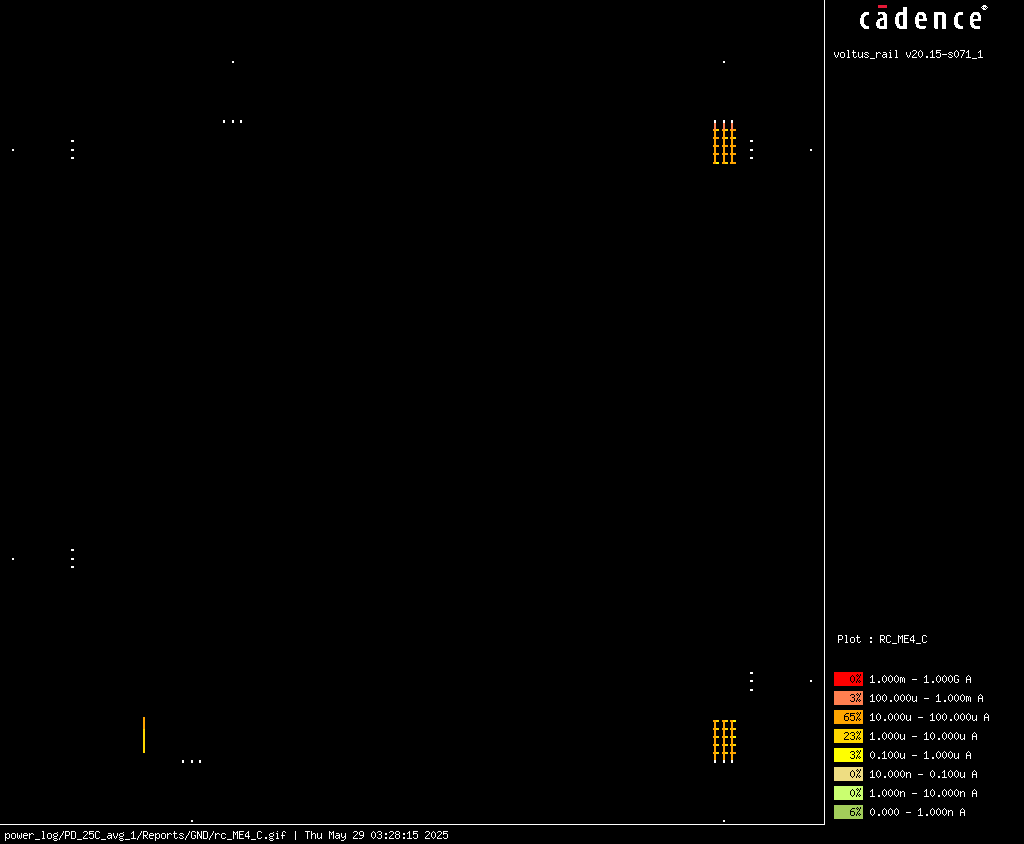 cādence®
voltus_rail v20.15-s071_1
Plot : RC_ME4_C
0% 1.000m - 1.000G A
3% 100.000u - 1.000m A
65% 10.000u - 100.000u A
23% 1.000u - 10.000u A
3% 0.100u - 1.000u A
0% 10.000n - 0.100u A
0% 1.000n - 10.000n A
6% 0.000 - 1.000n A
power_log/PD_25C_avg_1/Reports/GND/rc_ME4_C.gif | Thu May 29 03:28:15 2025